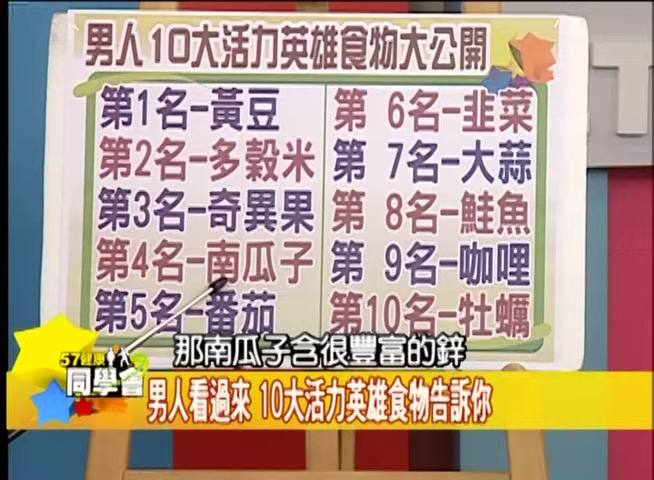 男人10大活力英雄食物大公開
第1名-黃豆
第2名-多穀米
第3名-奇異果
第4名-南瓜子
第5名-番茄
第6名-韭菜
第7名-大蒜
第8名-鮭魚
第9名-咖哩
第10名-牡蠣
T
那南瓜子含很豐富的鋅
57健康
同學會
男人看過來 10大活力英雄食物告訴你